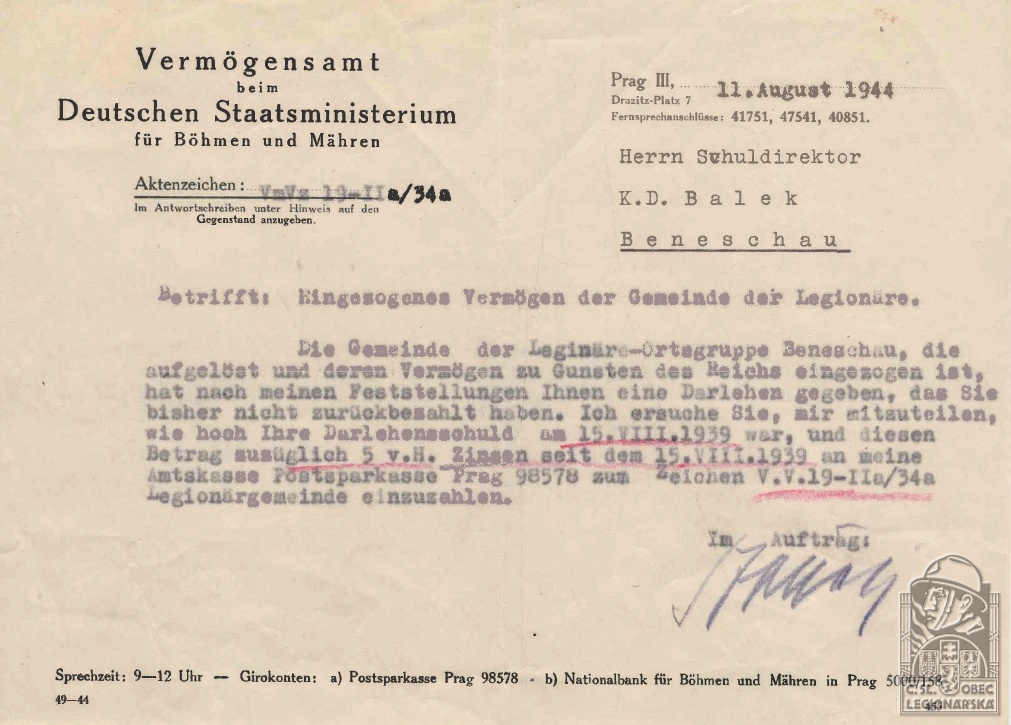 Vermögensamt
beim
Deutschen Staatsministerium
für Böhmen und Mähren
Aktenzeichen: VmVz 19-IIa/34a
Im Antwortschreiben unter Hinweis auf den
Gegenstand anzugeben.
Prag III, 11.August 1944
Drazitz-Platz 7
Fernsprechanschlüsse: 41751, 47541, 40851.
Herrn Schuldirektor
K.D. B a l e k
B e n e s c h a u
Betrifft: Eingezogenes Vermögen der Gemeinde der Legionäre.
Die Gemeinde der Leginäre-Ortsgruppe Beneschau, die
aufgelöst und deren Vermögen zu Gunsten des Reichs eingezogen ist,
hat nach meinen Feststellungen Ihnen eine Darlehen gegeben, das Sie
bisher nicht zurückbezahlt haben. Ich ersuche Sie, mir mitzuteilen,
wie hoch Ihre Darlehensschuld am 15.VIII.1939 war, und diesen
Betrag zusüglich 5 v.H. Zinsen seit dem 15.VIII.1939 an meine
Amtskasse Postsparkasse Prag 98578 zum Zeichen V.V.19-IIa/34a
Legionärgemeinde einzuzahlen.
Im Auftrag:
Sprechzeit: 9—12 Uhr — Girokonten: a) Postsparkasse Prag 98578 - b) Nationalbank für Böhmen und Mähren in Prag 5000/158
49—44
Č.SL. OBEC
LEGIONÁŘSKÁ